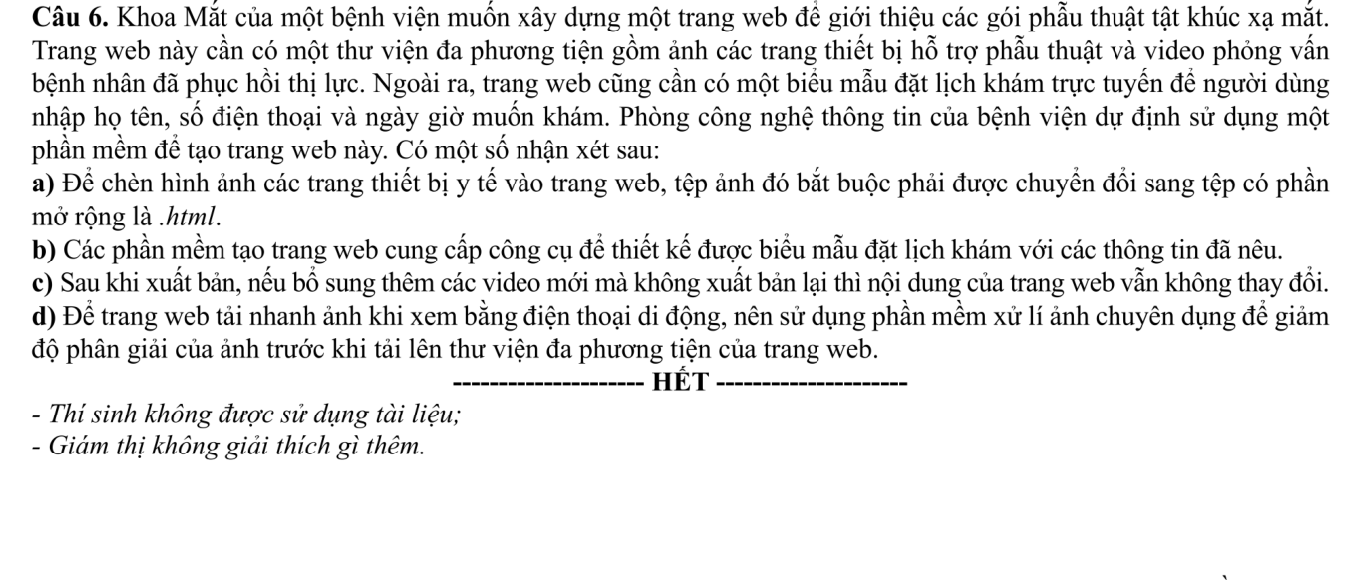 Câu 6. Khoa Mắt của một bệnh viện muốn xây dựng một trang web để giới thiệu các gói phẫu thuật tật khúc xạ mắt.
Trang web này cần có một thư viện đa phương tiện gồm ảnh các trang thiết bị hỗ trợ phẫu thuật và video phỏng vấn
bệnh nhân đã phục hồi thị lực. Ngoài ra, trang web cũng cần có một biểu mẫu đặt lịch khám trực tuyến để người dùng
nhập họ tên, số điện thoại và ngày giờ muốn khám. Phòng công nghệ thông tin của bệnh viện dự định sử dụng một
phần mềm để tạo trang web này. Có một số nhận xét sau:
a) Để chèn hình ảnh các trang thiết bị y tế vào trang web, tệp ảnh đó bắt buộc phải được chuyển đổi sang tệp có phần
mở rộng là .html.
b) Các phần mềm tạo trang web cung cấp công cụ để thiết kế được biểu mẫu đặt lịch khám với các thông tin đã nêu.
c) Sau khi xuất bản, nếu bổ sung thêm các video mới mà không xuất bản lại thì nội dung của trang web vẫn không thay đổi.
d) Để trang web tải nhanh ảnh khi xem bằng điện thoại di động, nên sử dụng phần mềm xử lí ảnh chuyên dụng để giảm
độ phân giải của ảnh trước khi tải lên thư viện đa phương tiện của trang web.
--------------------- HẾT ---------------------
- Thí sinh không được sử dụng tài liệu;
- Giám thị không giải thích gì thêm.